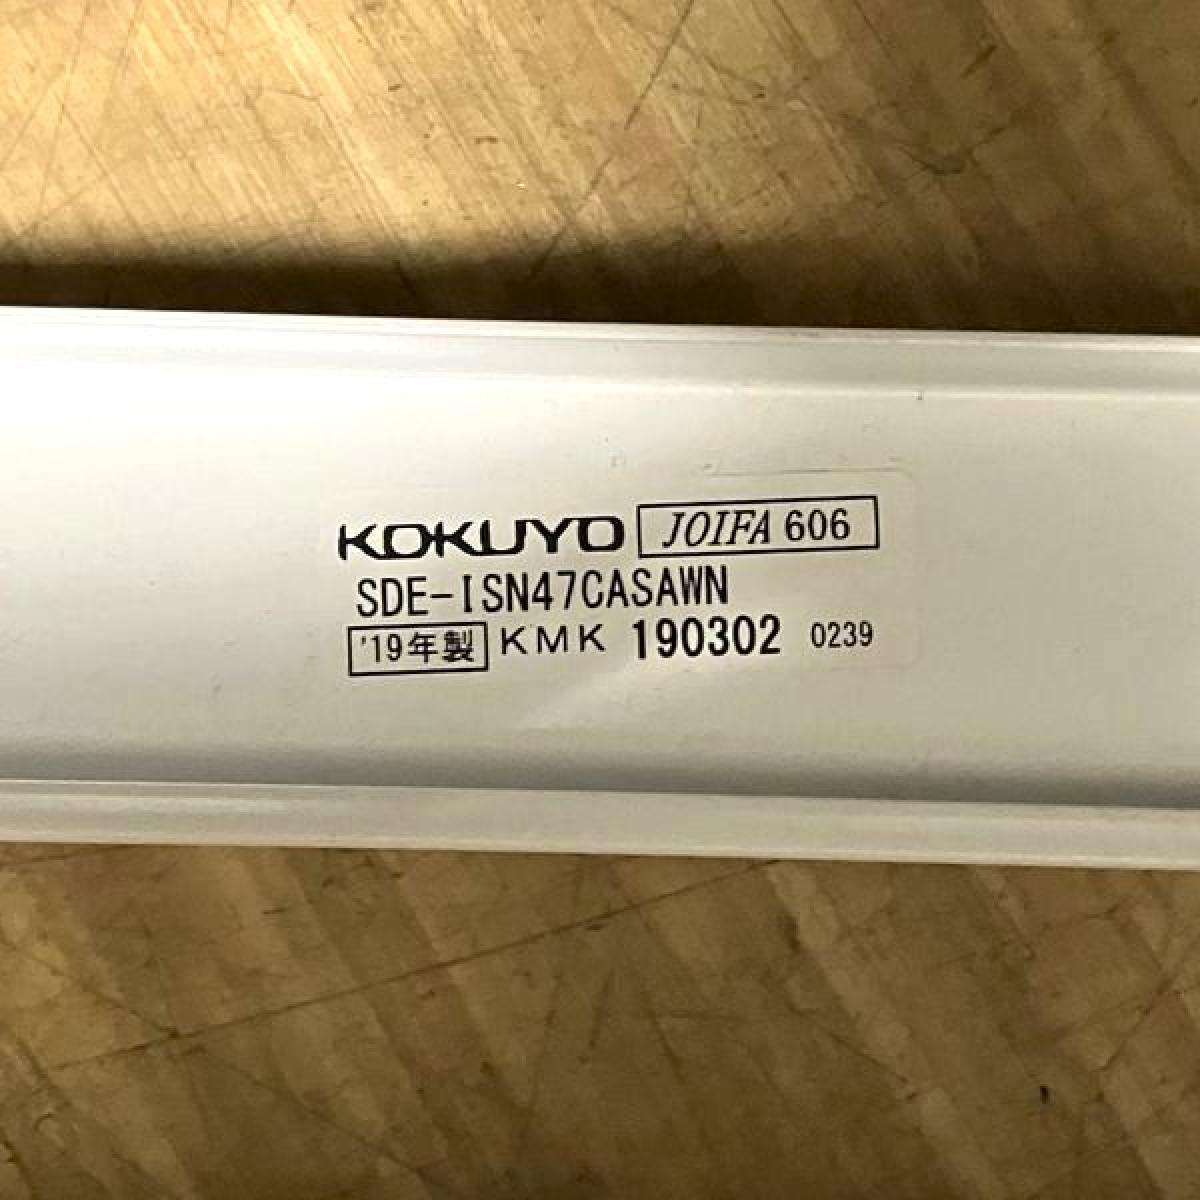 KOKUYO JOIFA 606
SDE-ISN47CASAWN
'19年製 KMK 190302 0239